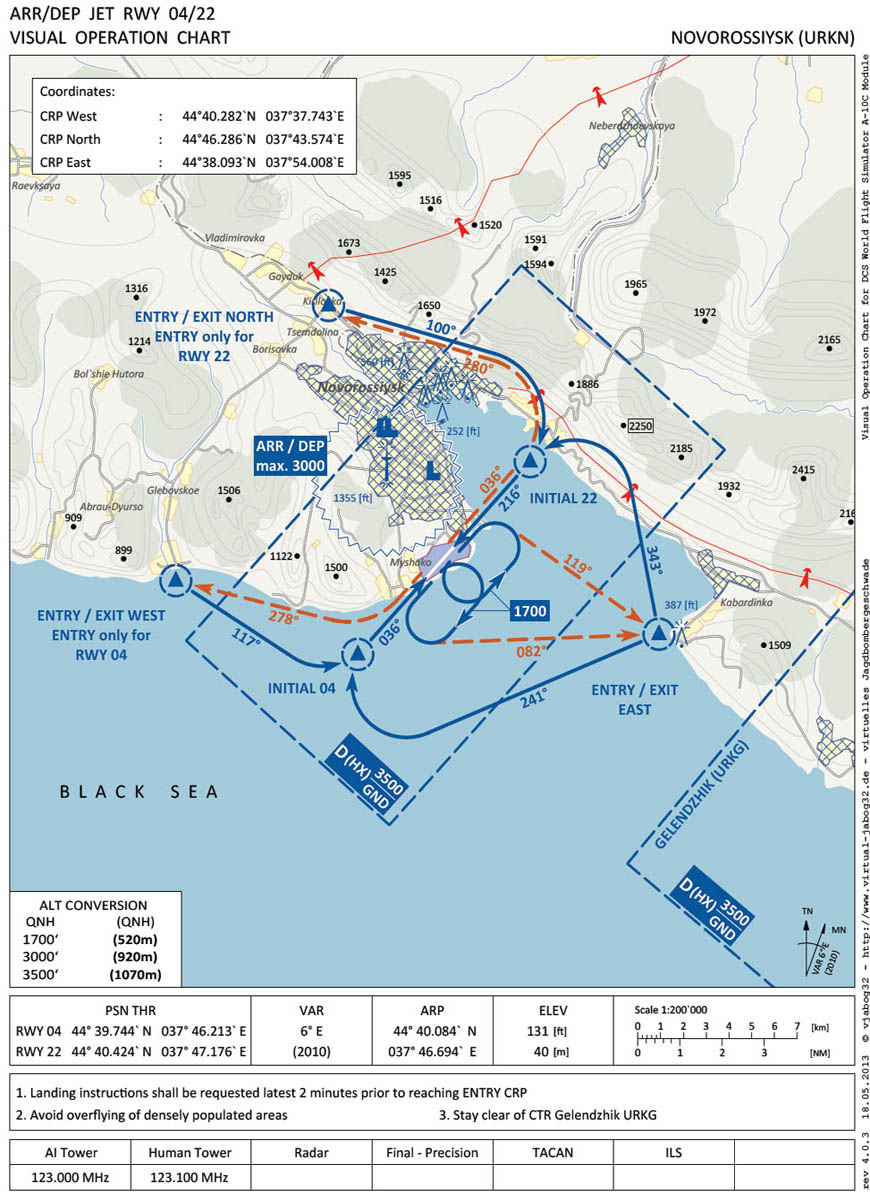 ARR/DEP JET RWY 04/22
VISUAL OPERATION CHART
NOVOROSSIYSK (URKN)
Coordinates:
CRP West : 44°40.282`N 037°37.743`E
CRP North : 44°46.286`N 037°43.574`E
CRP East : 44°38.093`N 037°54.008`E
Neberdzhaevskaya
Raevksaya
1595
1516
1520
Vladimirovka
1673
1591
1594
Gayduk
1425
1965
1316
ENTRY / EXIT NORTH
ENTRY only for
RWY 22
Kirilovka
1650
100°
1972
Tsemdolina
1214
Borisovka
2165
280°
Bol`shie Hutora
560 [ft]
Novorossiysk
1886
252 [ft]
2250
ARR / DEP
max. 3000
2185
INITIAL 22
036°
216°
2415
1932
Glebovskoe
1506
1355 [ft]
Abrau-Dyurso
909
216
899
1122
1500
Myshako
119°
343°
ENTRY / EXIT WEST
ENTRY only for
RWY 04
278°
117°
1700
387 [ft]
Kabardinka
036°
082°
1509
INITIAL 04
ENTRY / EXIT
EAST
241°
D(HX) 3500
GND
GELENDZHIK (URKG)
BLACK SEA
D(HX) 3500
GND
TN
MN
VAR 6°E
(2010)
ALT CONVERSION
QNH (QNH)
1700‘ (520m)
3000‘ (920m)
3500‘ (1070m)
PSN THR
RWY 04 44° 39.744` N 037° 46.213` E
RWY 22 44° 40.424` N 037° 47.176` E
VAR
6° E
(2010)
ARP
44° 40.084` N
037° 46.694` E
ELEV
131 [ft]
40 [m]
Scale 1:200`000
0 1 2 3 4 5 6 7 [km]
0 1 2 3 [NM]
1. Landing instructions shall be requested latest 2 minutes prior to reaching ENTRY CRP
2. Avoid overflying of densely populated areas
3. Stay clear of CTR Gelendzhik URKG
AI Tower Human Tower Radar Final - Precision TACAN ILS
123.000 MHz 123.100 MHz
rev 4.0.3 18.05.2013 © vjabog32 - http://www.virtual-jabog32.de - virtuelles Jagdbombergeschwade Visual Operation Chart for DCS World Flight Simulator A-10C Module